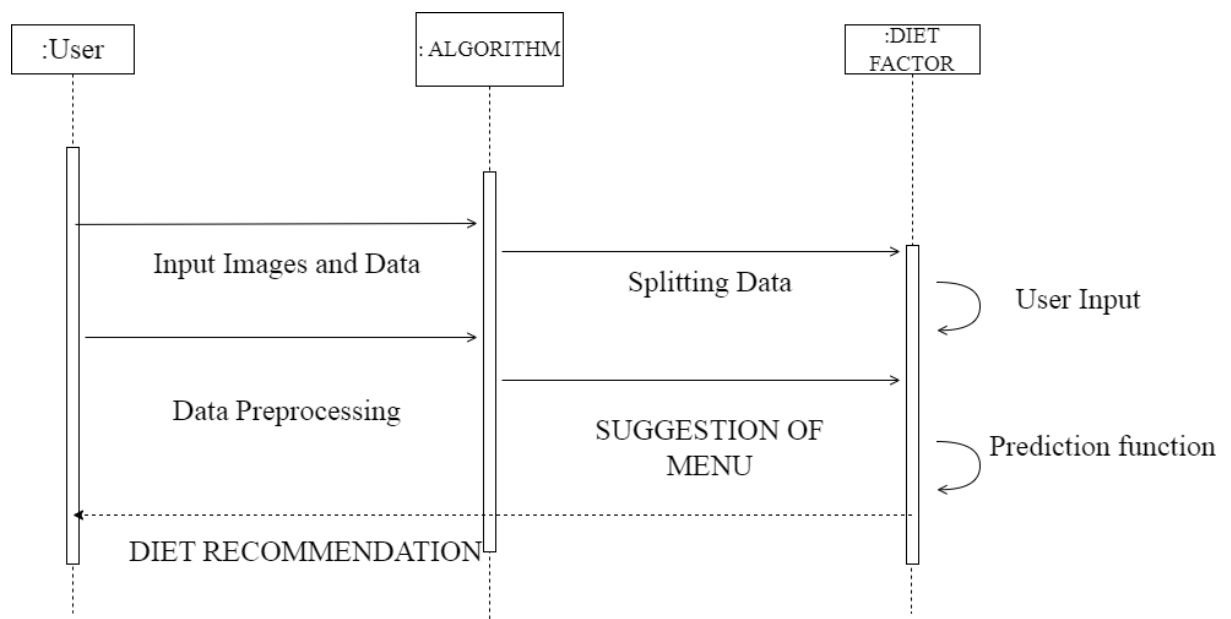 :User
: ALGORITHM
:DIET
FACTOR
Input Images and Data
Splitting Data
User Input
Data Preprocessing
SUGGESTION OF
MENU
Prediction function
DIET RECOMMENDATION